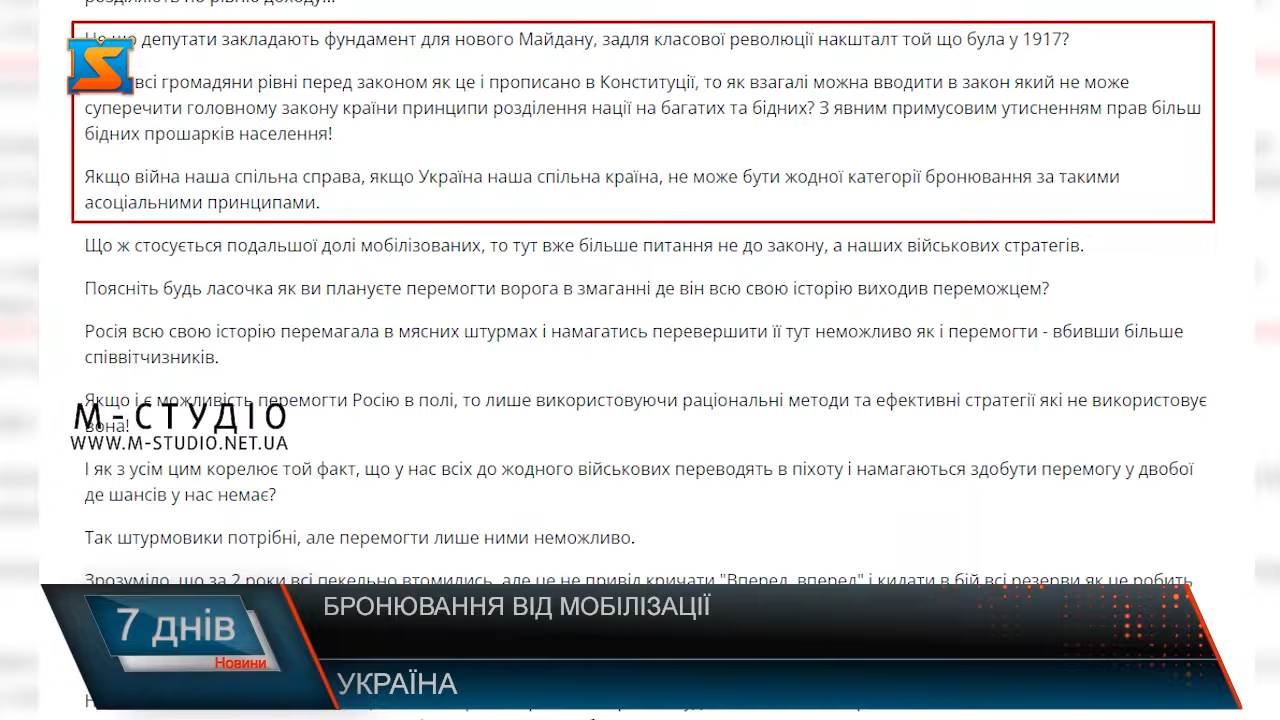 розділяють по рівню доходу...
що депутати закладають фундамент для нового Майдану, задля класової революції накшталт той що була у 1917?
всі громадяни рівні перед законом як це і прописано в Конституції, то як взагалі можна вводити в закон який не може
суперечити головному закону країни принципи розділення нації на багатих та бідних? З явним примусовим утисненням прав більш
бідних прошарків населення!
Якщо війна наша спільна справа, якщо Україна наша спільна країна, не може бути жодної категорії бронювання за такими
асоціальними принципами.
Що ж стосується подальшої долі мобілізованих, то тут вже більше питання не до закону, а наших військових стратегів.
Поясніть будь ласочка як ви плануєте перемогти ворога в змаганні де він всю свою історію виходив переможцем?
Росія всю свою історію перемагала в мясних штурмах і намагатись перевершити її тут неможливо як і перемогти - вбивши більше
співвітчизників.
Якщо і є можливість перемогти Росію в полі, то лише використовуючи раціональні методи та ефективні стратегії які не використовує
вона!
М-СТУДІО
WWW.M-STUDIO.NET.UA
І як з усім цим корелює той факт, що у нас всіх до жодного військових переводять в піхоту і намагаються здобути перемогу у двобої
де шансів у нас немає?
Так штурмовики потрібні, але перемогти лише ними неможливо.
Зрозуміло, що за 2 роки всі пекельно втомились, але це не привід кричати "Вперед, вперед" і кидати в бій всі резерви як це робить
БРОНЮВАННЯ ВІД МОБІЛІЗАЦІЇ
7 днів
Новини
УКРАЇНА